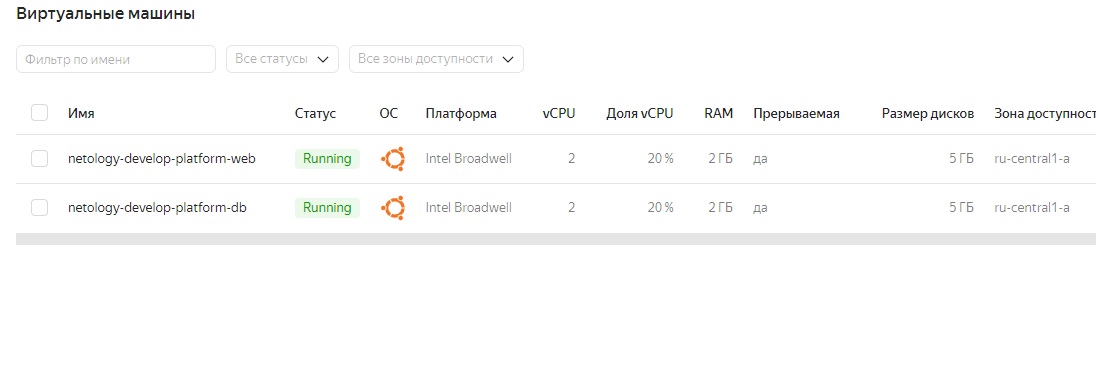 Виртуальные машины
Фильтр по имени Все статусы Все зоны доступности
Имя Статус ОС Платформа vCPU Доля vCPU RAM Прерываемая Размер дисков Зона доступност
netology-develop-platform-web Running Intel Broadwell 2 20 % 2 ГБ да 5 ГБ ru-central1-a
netology-develop-platform-db Running Intel Broadwell 2 20 % 2 ГБ да 5 ГБ ru-central1-a